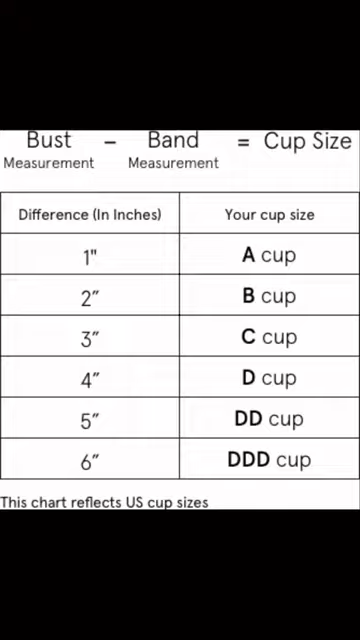 Bust – Band = Cup Size
Measurement Measurement
Difference (In Inches) Your cup size
1" A cup
2” B cup
3” C cup
4” D cup
5” DD cup
6” DDD cup
This chart reflects US cup sizes